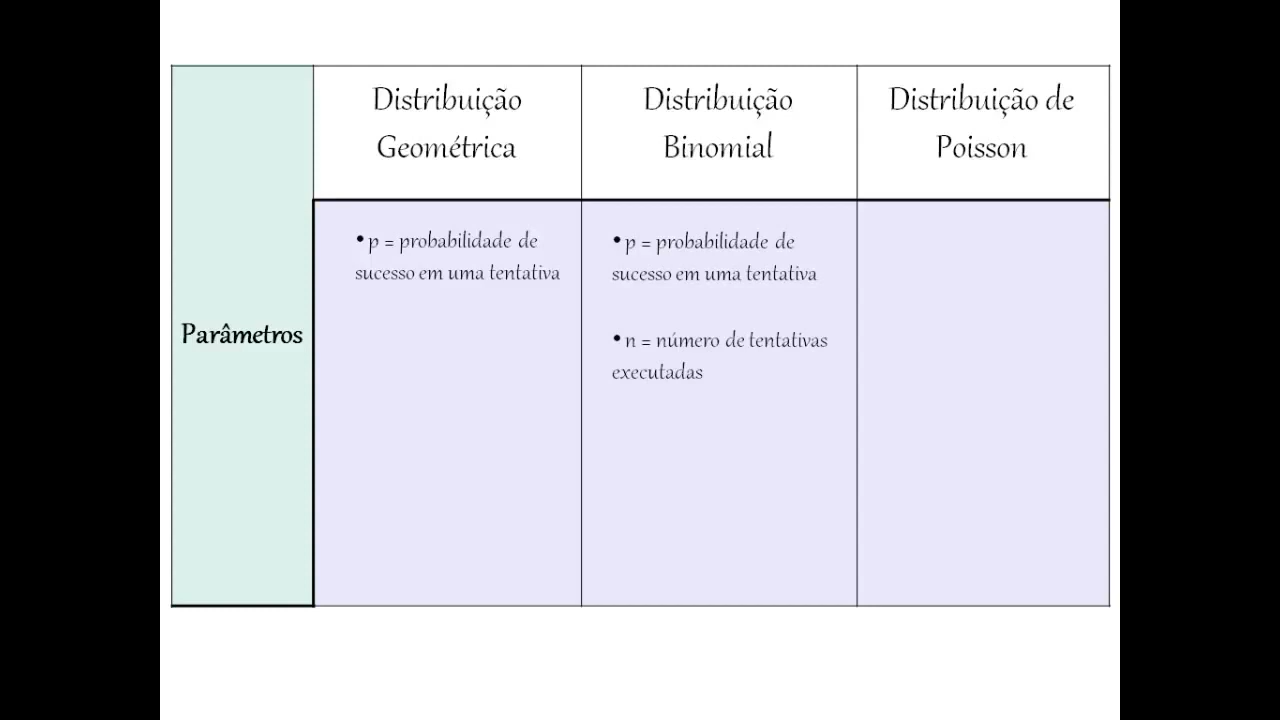 Distribuição
Geométrica
Distribuição
Binomial
Distribuição de
Poisson
Parâmetros
•p = probabilidade de
sucesso em uma tentativa
•p = probabilidade de
sucesso em uma tentativa
•n = número de tentativas
executadas